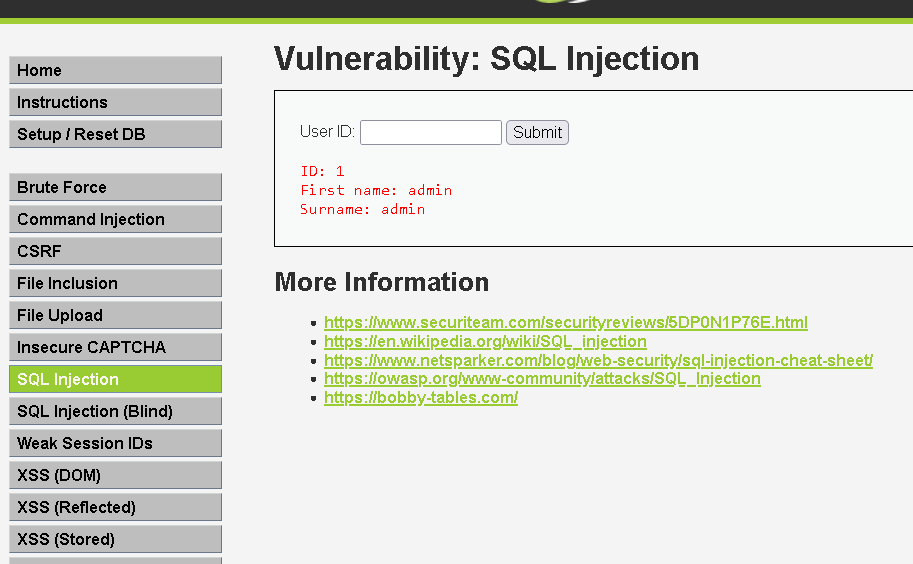 Home
Instructions
Setup / Reset DB
Brute Force
Command Injection
CSRF
File Inclusion
File Upload
Insecure CAPTCHA
SQL Injection
SQL Injection (Blind)
Weak Session IDs
XSS (DOM)
XSS (Reflected)
XSS (Stored)
Vulnerability: SQL Injection
User ID: Submit
ID: 1
First name: admin
Surname: admin
More Information
https://www.securiteam.com/securityreviews/5DP0N1P76E.html
https://en.wikipedia.org/wiki/SQL_injection
https://www.netsparker.com/blog/web-security/sql-injection-cheat-sheet/
https://owasp.org/www-community/attacks/SQL_Injection
https://bobby-tables.com/